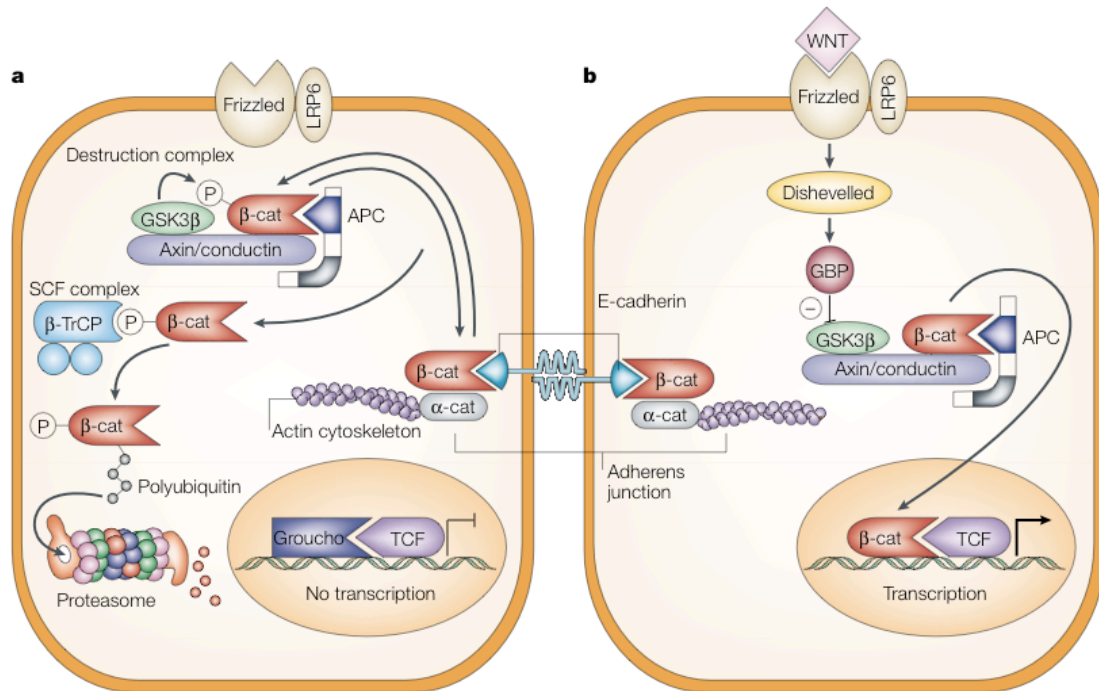 a
Frizzled
LRP6
Destruction complex
P
GSK3β
β-cat
APC
Axin/conductin
SCF complex
β-TrCP
P
β-cat
P
β-cat
Polyubiquitin
Proteasome
β-cat
α-cat
Actin cytoskeleton
Groucho
TCF
No transcription
E-cadherin
Adherens
junction
b
WNT
Frizzled
LRP6
Dishevelled
GBP
−
GSK3β
β-cat
APC
Axin/conductin
β-cat
α-cat
β-cat
TCF
Transcription